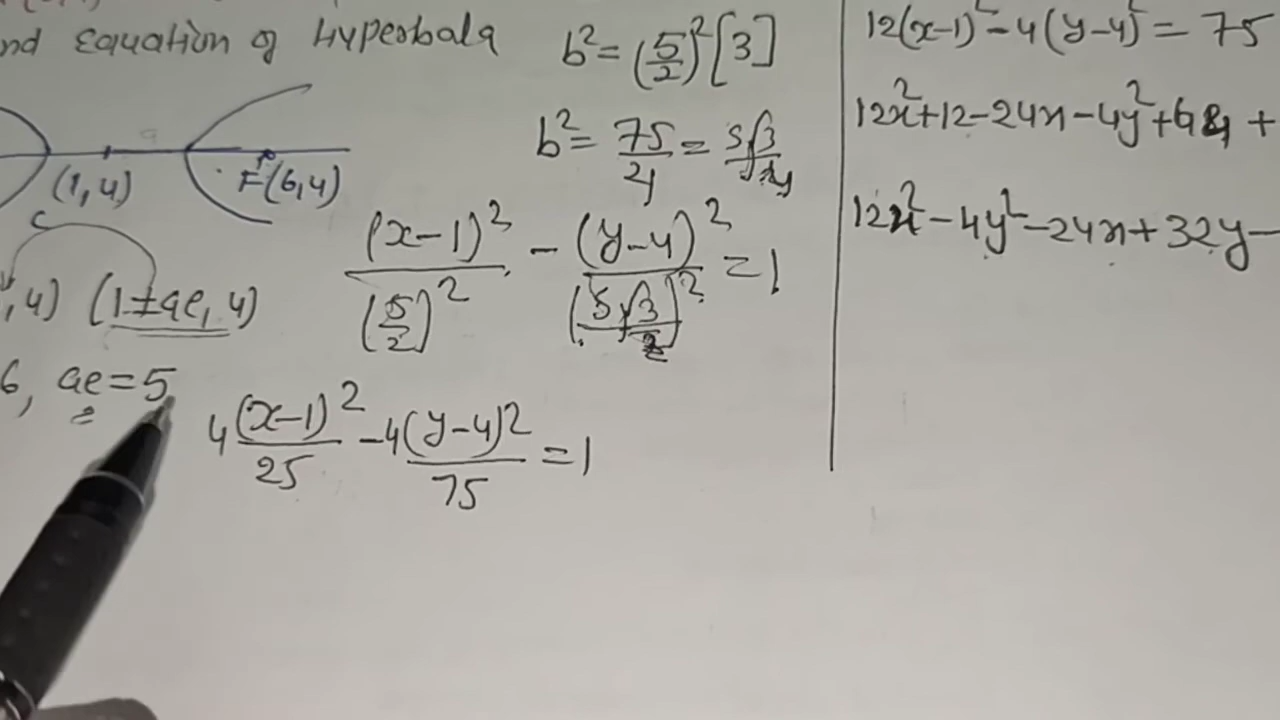 nd Equation of Hyperbola
(1,4) F(6,4)
C
,4) (1±ae, 4)
6, ae=5
b²=(5/2)²[3]
b²=75/4=5√3/
(x-1)²/(5/2)² - (y-4)²/(5√3/2)² =1
4(x-1)²/25 -4(y-4)²/75 =1
12(x-1)²-4(y-4)²=75
12x²+12-24x-4y²+ +
12x²-4y²-24x+32y-